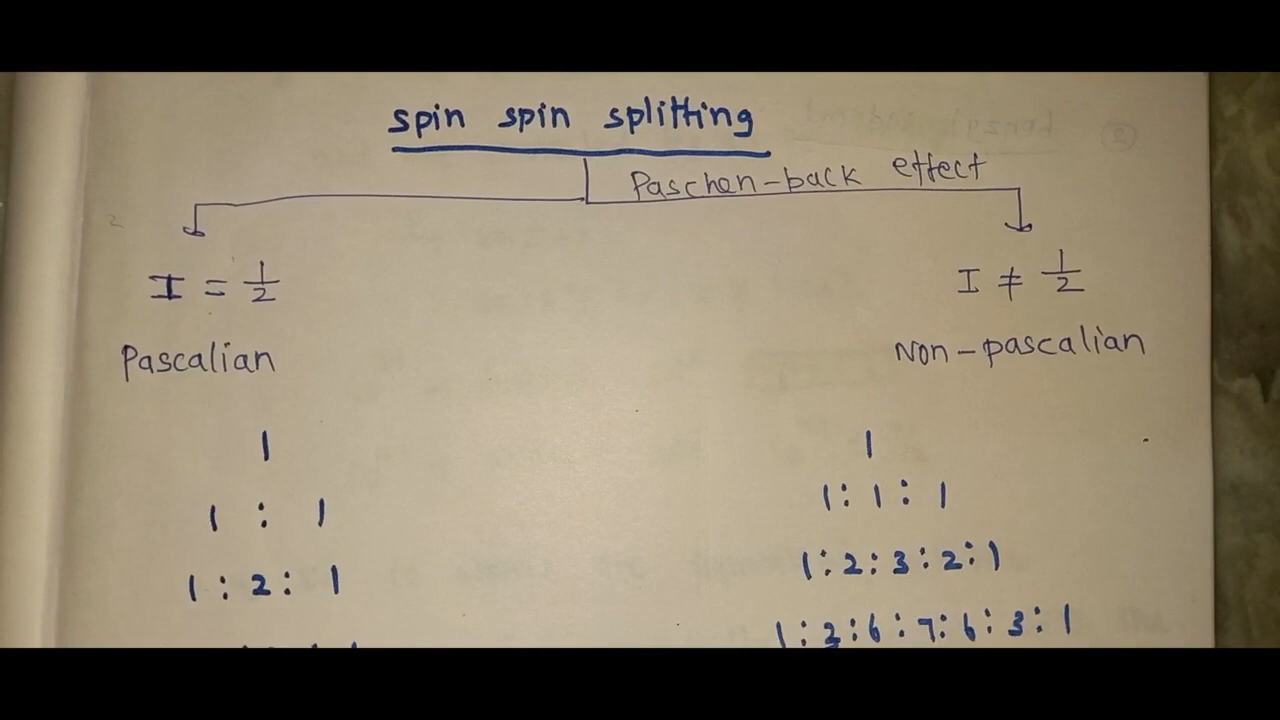 spin spin splitting
Paschen-back effect
I = 1/2
I ≠ 1/2
Pascalian
Non-pascalian
1
1
1 : 1
1 : 1 : 1
1 : 2 : 1
1 : 2 : 3 : 2 : 1
1 : 3 : 6 : 7 : 6 : 3 : 1